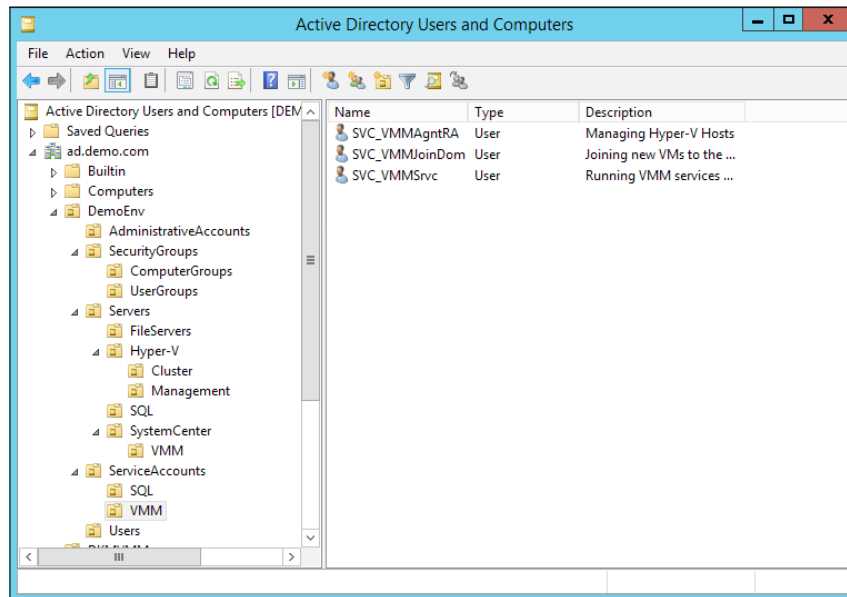 Active Directory Users and Computers
File Action View Help
Active Directory Users and Computers [DEM
Saved Queries
ad.demo.com
Builtin
Computers
DemoEnv
AdministrativeAccounts
SecurityGroups
ComputerGroups
UserGroups
Servers
FileServers
Hyper-V
Cluster
Management
SQL
SystemCenter
VMM
ServiceAccounts
SQL
VMM
Users
Name Type Description
SVC_VMMAgntRA User Managing Hyper-V Hosts
SVC_VMMJoinDom User Joining new VMs to the ...
SVC_VMMSrvc User Running VMM services ...